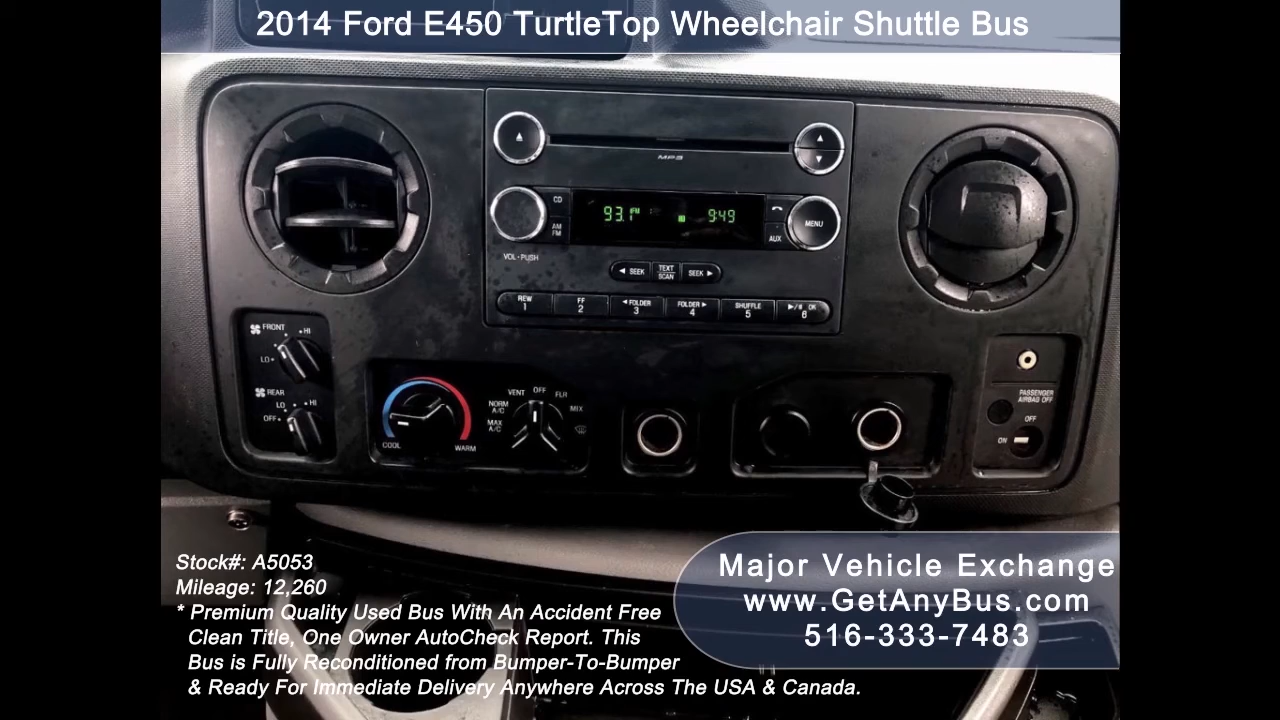 2014 Ford E450 TurtleTop Wheelchair Shuttle Bus
MP3
CD
93.1 FM 9:49
MENU
AM
FM
AUX
VOL • PUSH
◄ SEEK
TEXT
SCAN
SEEK ►
REW
1
FF
2
◄ FOLDER
3
FOLDER ►
4
SHUFFLE
5
OK
6
FRONT
HI
LO
REAR
LO
HI
OFF
COOL
WARM
MAX
A/C
NORM
A/C
VENT
OFF
FLR
MIX
PASSENGER
AIRBAG OFF
OFF
ON
Stock#: A5053
Mileage: 12,260
* Premium Quality Used Bus With An Accident Free
Clean Title, One Owner AutoCheck Report. This
Bus is Fully Reconditioned from Bumper-To-Bumper
& Ready For Immediate Delivery Anywhere Across The USA & Canada.
Major Vehicle Exchange
www.GetAnyBus.com
516-333-7483